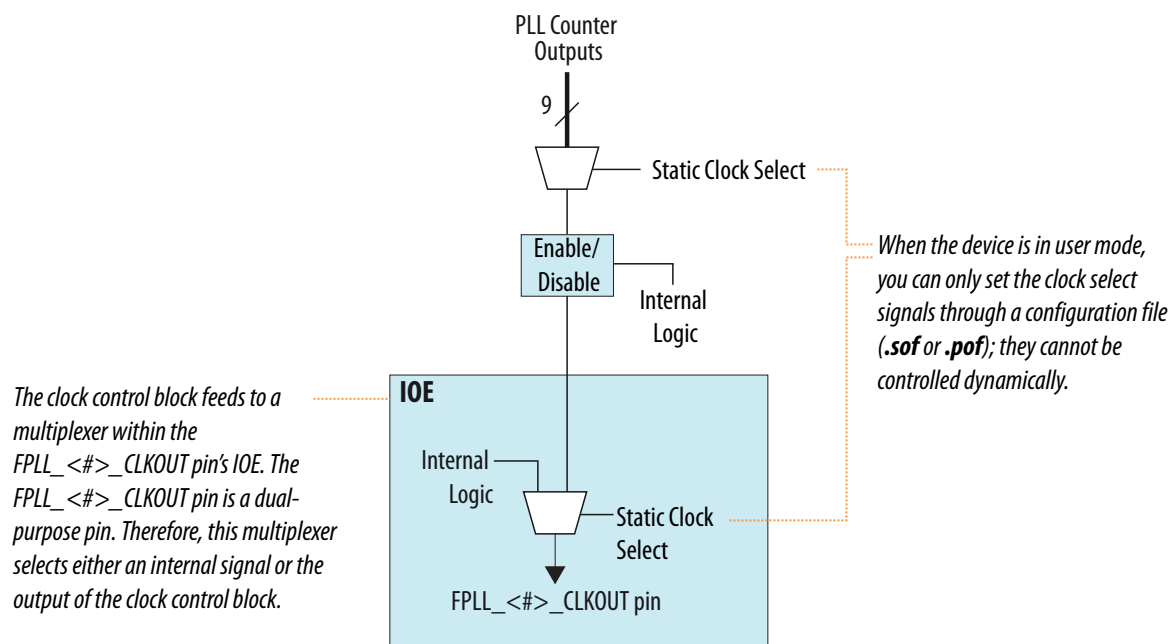 PLL Counter
Outputs
9
Static Clock Select
Enable/
Disable
Internal
Logic
When the device is in user mode,
you can only set the clock select
signals through a configuration file
(.sof or .pof); they cannot be
controlled dynamically.
The clock control block feeds to a
multiplexer within the
FPLL_<#>_CLKOUT pin's IOE. The
FPLL_<#>_CLKOUT pin is a dual-
purpose pin. Therefore, this multiplexer
selects either an internal signal or the
output of the clock control block.
IOE
Internal
Logic
Static Clock
Select
FPLL_<#>_CLKOUT pin